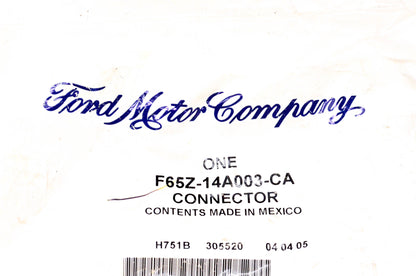 Ford Motor Company
ONE
F65Z-14A003-CA
CONNECTOR
CONTENTS MADE IN MEXICO
H751B 305520 04 04 05